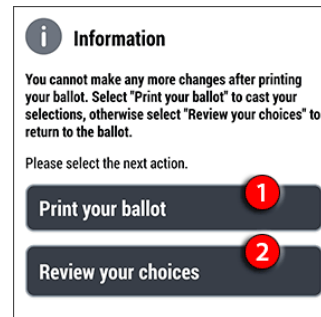 i Information
You cannot make any more changes after printing
your ballot. Select "Print your ballot" to cast your
selections, otherwise select "Review your choices" to
return to the ballot.
Please select the next action.
1
Print your ballot
2
Review your choices